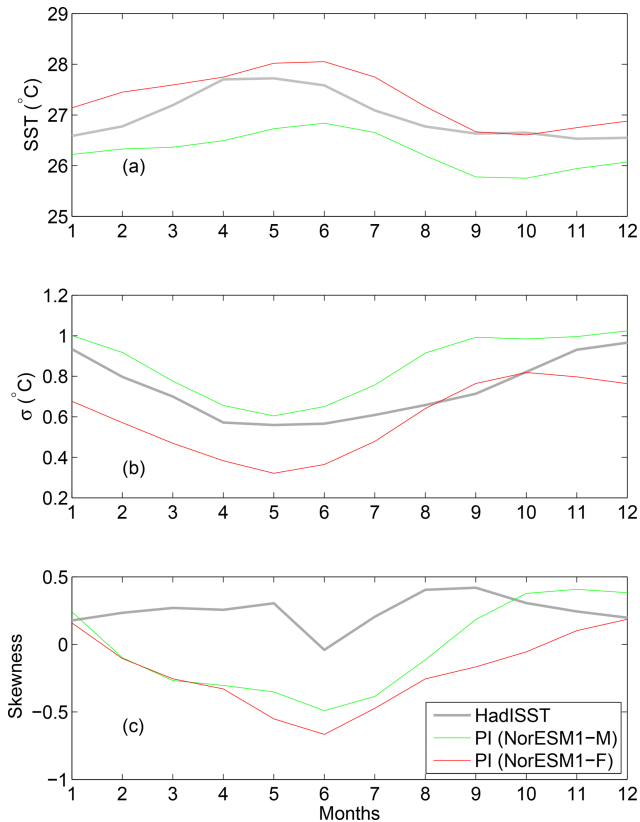 29
28
27
26
25
SST (°C)
(a)
1 2 3 4 5 6 7 8 9 10 11 12
1.2
1
0.8
0.6
0.4
0.2
σ (°C)
(b)
1 2 3 4 5 6 7 8 9 10 11 12
0.5
0
−0.5
−1
Skewness
(c)
HadISST
PI (NorESM1−M)
PI (NorESM1−F)
1 2 3 4 5 6 7 8 9 10 11 12
Months